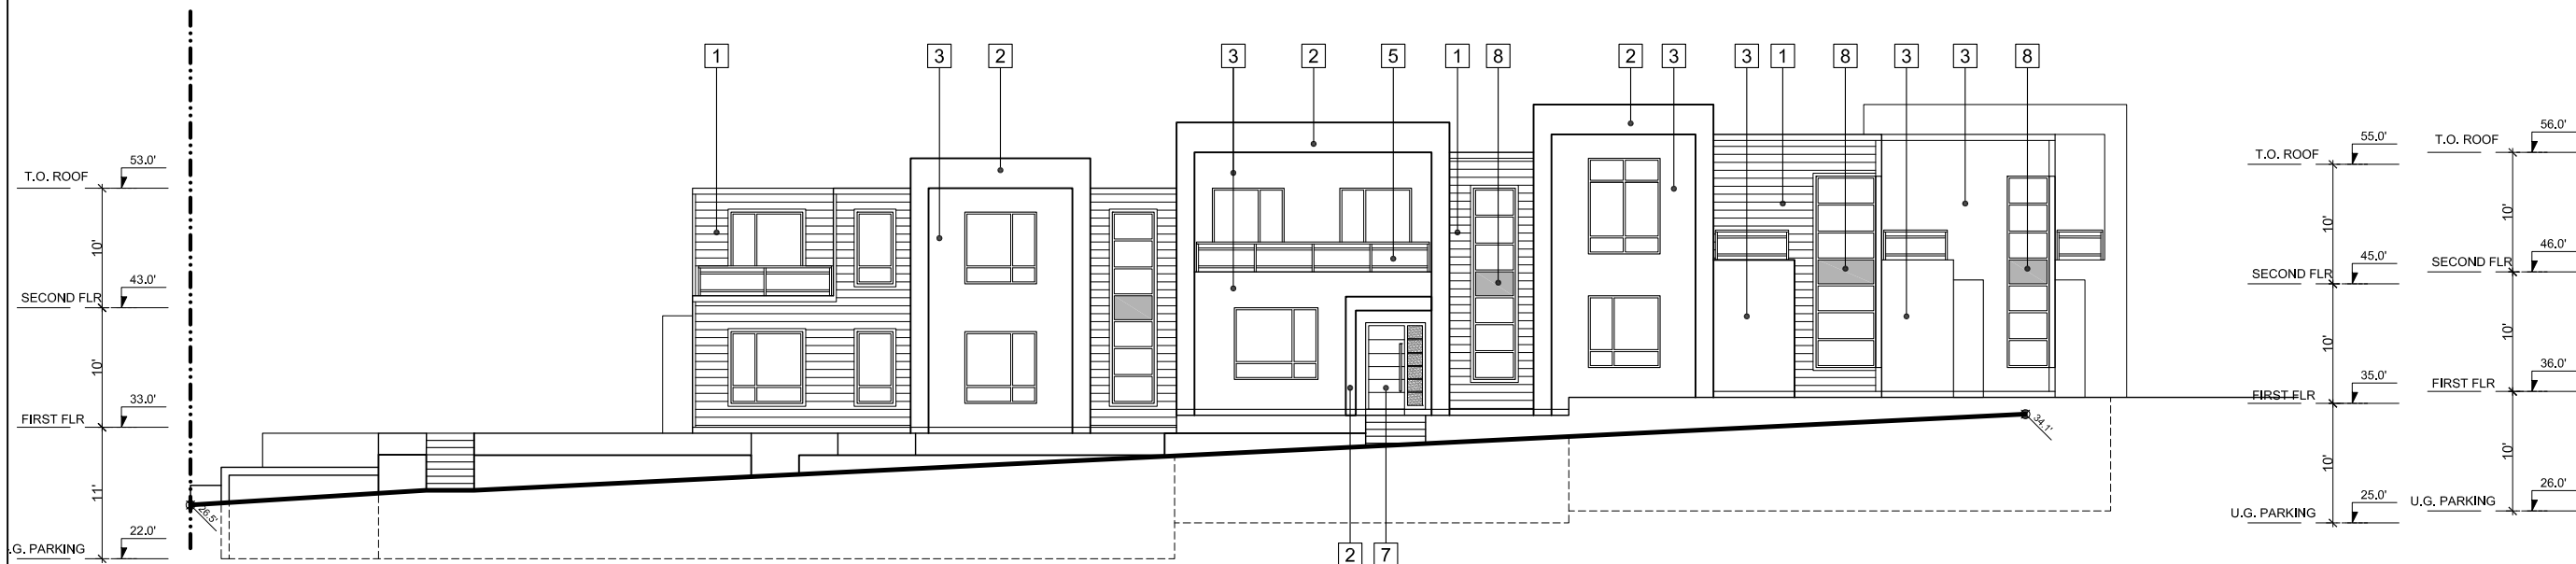 1 3 2 3 2 5 1 8 2 3 3 1 8 3 3 8
T.O. ROOF 53.0'
10'
SECOND FLR 43.0'
10'
FIRST FLR 33.0'
11'
.G. PARKING 22.0'
26.5'
2 7
34.1'
T.O. ROOF 55.0'
10'
SECOND FLR 45.0'
10'
FIRST FLR 35.0'
10'
U.G. PARKING 25.0'
T.O. ROOF 56.0'
10'
SECOND FLR 46.0'
10'
FIRST FLR 36.0'
10'
U.G. PARKING 26.0'